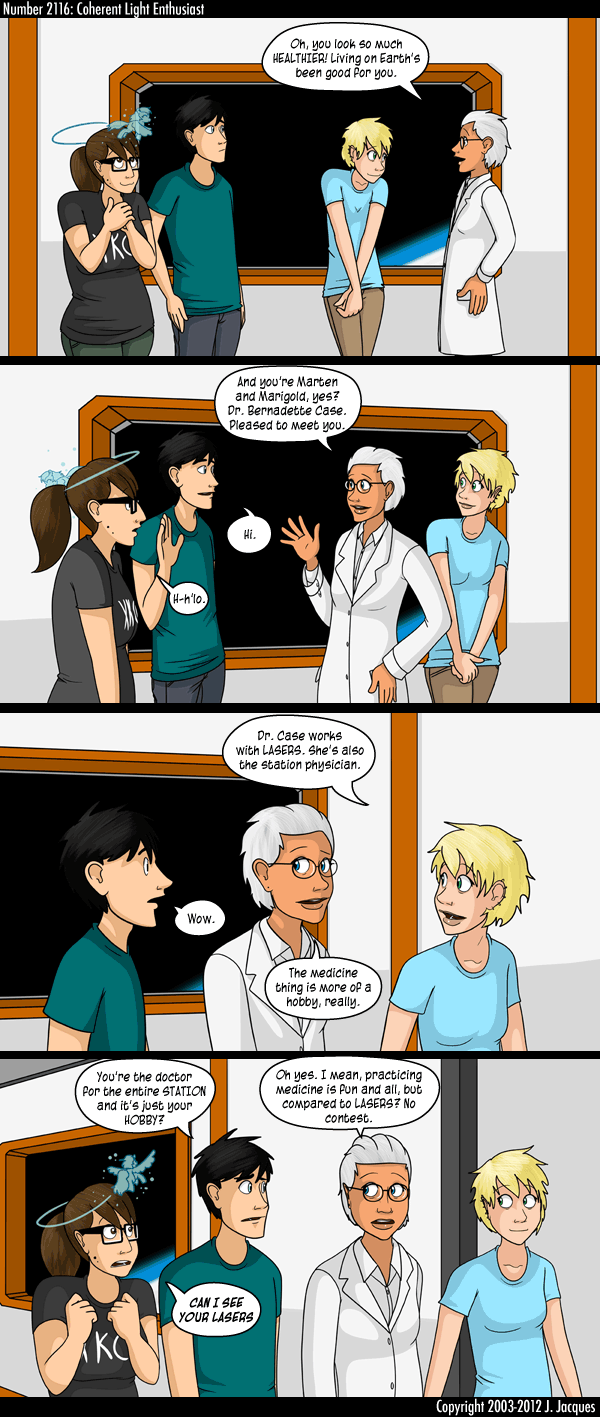 Number 2116: Coherent Light Enthusiast
Oh, you look so much
HEALTHIER! Living on Earth's
been good for you.
YKO
And you're Marten
and Marigold, yes?
Dr. Bernadette Case.
Pleased to meet you.
Hi.
H-h'lo.
Dr. Case works
with LASERS. She's also
the station physician.
Wow.
The medicine
thing is more of a
hobby, really.
You're the doctor
for the entire STATION
and it's just your
HOBBY?
Oh yes. I mean, practicing
medicine is fun and all, but
compared to LASERS? No
contest.
CAN I SEE
YOUR LASERS
Copyright 2003-2012 J. Jacques